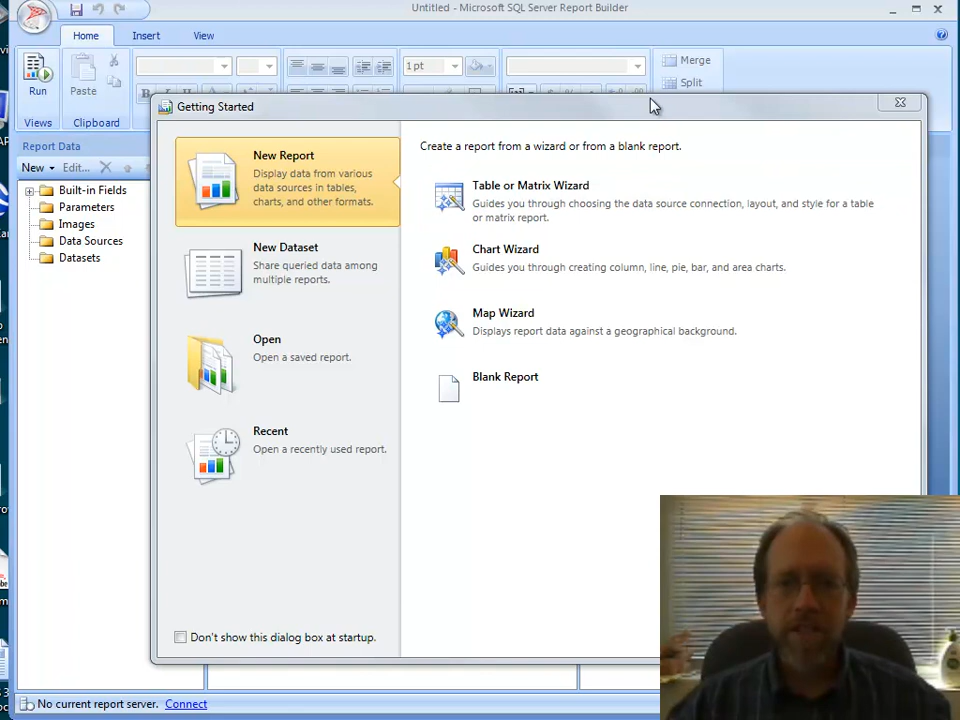 Untitled - Microsoft SQL Server Report Builder
Home
Insert
View
Run
Paste
1pt
Merge
Split
Views
Clipboard
Getting Started
Report Data
New
Edit...
Built-in Fields
Parameters
Images
Data Sources
Datasets
New Report
Display data from various
data sources in tables,
charts, and other formats.
New Dataset
Share queried data among
multiple reports.
Open
Open a saved report.
Recent
Open a recently used report.
Don't show this dialog box at startup.
Create a report from a wizard or from a blank report.
Table or Matrix Wizard
Guides you through choosing the data source connection, layout, and style for a table
or matrix report.
Chart Wizard
Guides you through creating column, line, pie, bar, and area charts.
Map Wizard
Displays report data against a geographical background.
Blank Report
No current report server.
Connect